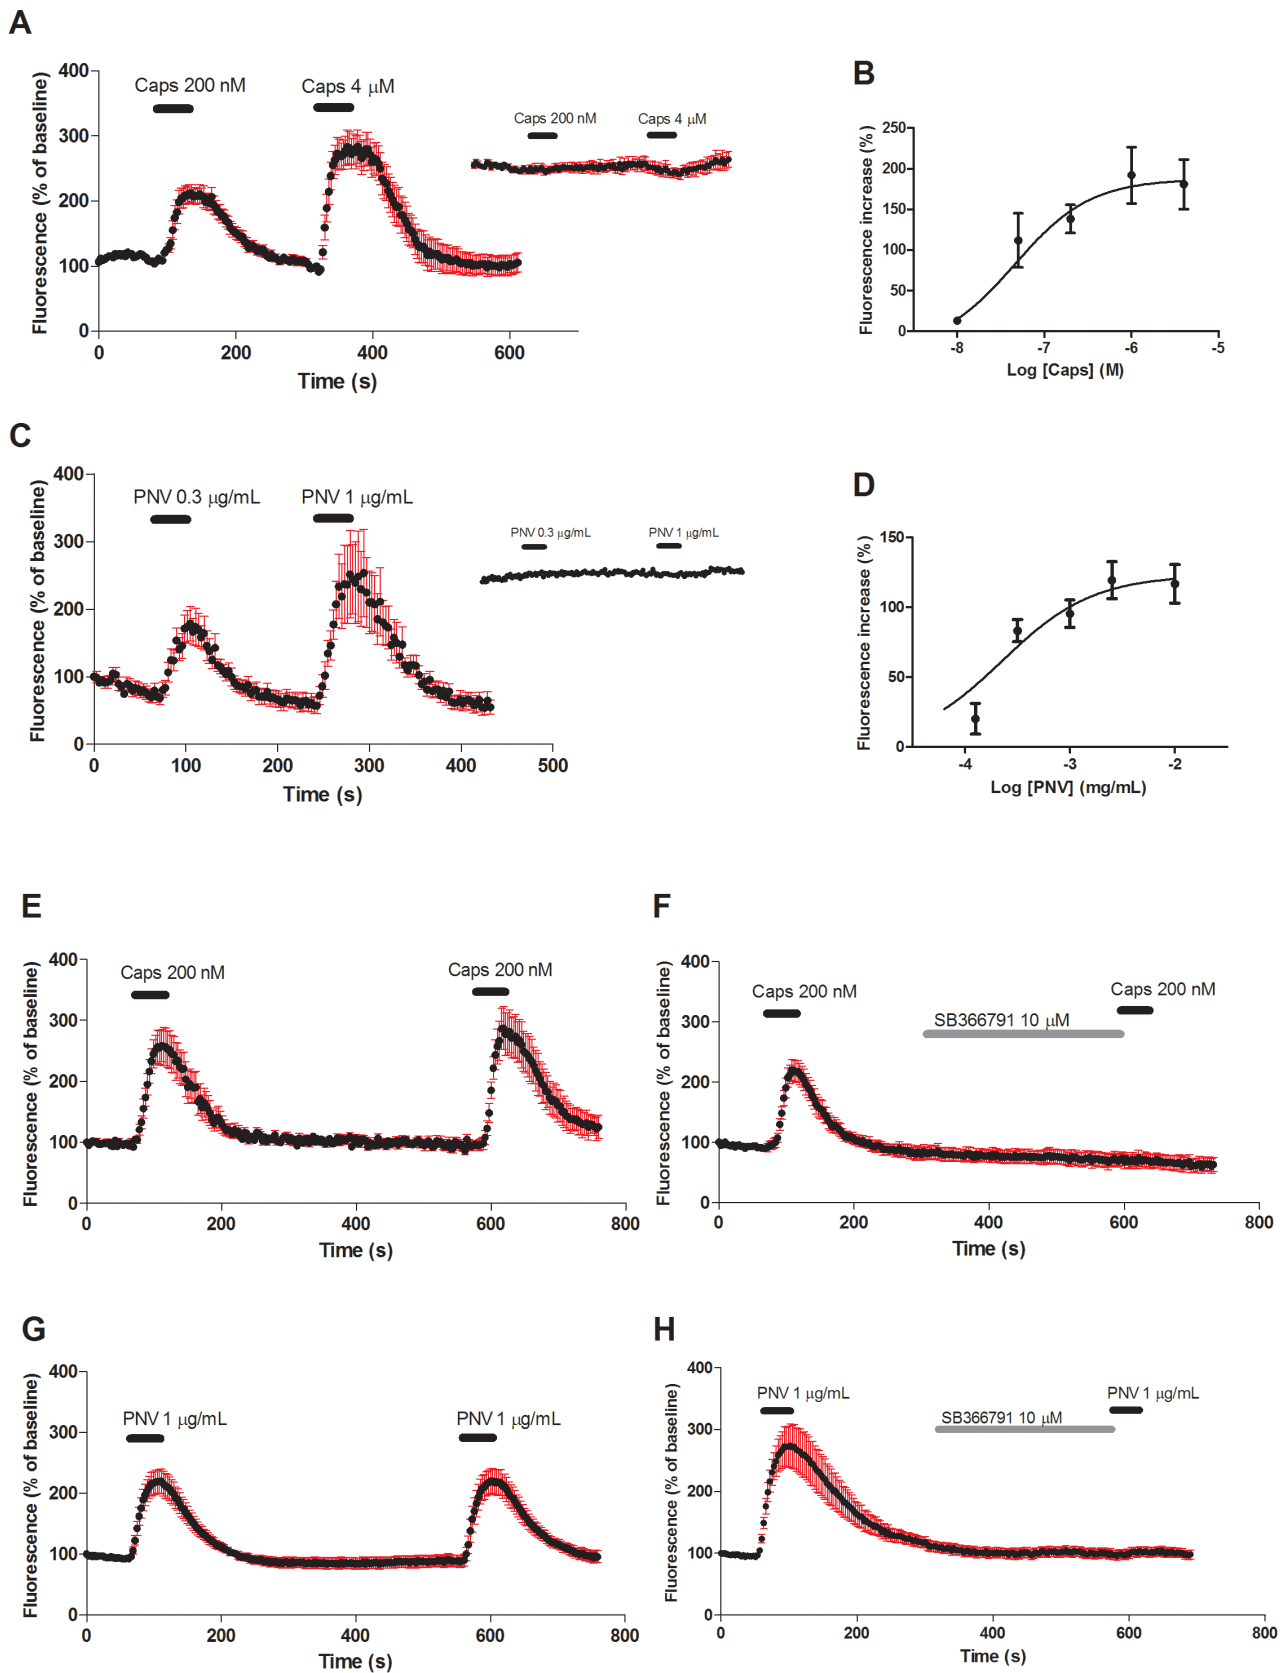 A
Fluorescence (% of baseline)
400
300
200
100
0
Caps 200 nM
Caps 4 μM
0
200
400
600
Time (s)
Caps 200 nM
Caps 4 μM
B
Fluorescence increase (%)
250
200
150
100
50
0
-8
-7
-6
-5
Log [Caps] (M)
C
Fluorescence (% of baseline)
400
300
200
100
0
PNV 0.3 μg/mL
PNV 1 μg/mL
0
100
200
300
400
500
Time (s)
PNV 0.3 μg/mL
PNV 1 μg/mL
D
Fluorescence increase (%)
150
100
50
0
-4
-3
-2
Log [PNV] (mg/mL)
E
Fluorescence (% of baseline)
400
300
200
100
0
Caps 200 nM
Caps 200 nM
0
200
400
600
800
Time (s)
F
Fluorescence (% of baseline)
400
300
200
100
0
Caps 200 nM
SB366791 10 μM
Caps 200 nM
0
200
400
600
800
Time (s)
G
Fluorescence (% of baseline)
400
300
200
100
0
PNV 1 μg/mL
PNV 1 μg/mL
0
200
400
600
800
Time (s)
H
Fluorescence (% of baseline)
400
300
200
100
0
PNV 1 μg/mL
SB366791 10 μM
PNV 1 μg/mL
0
200
400
600
800
Time (s)